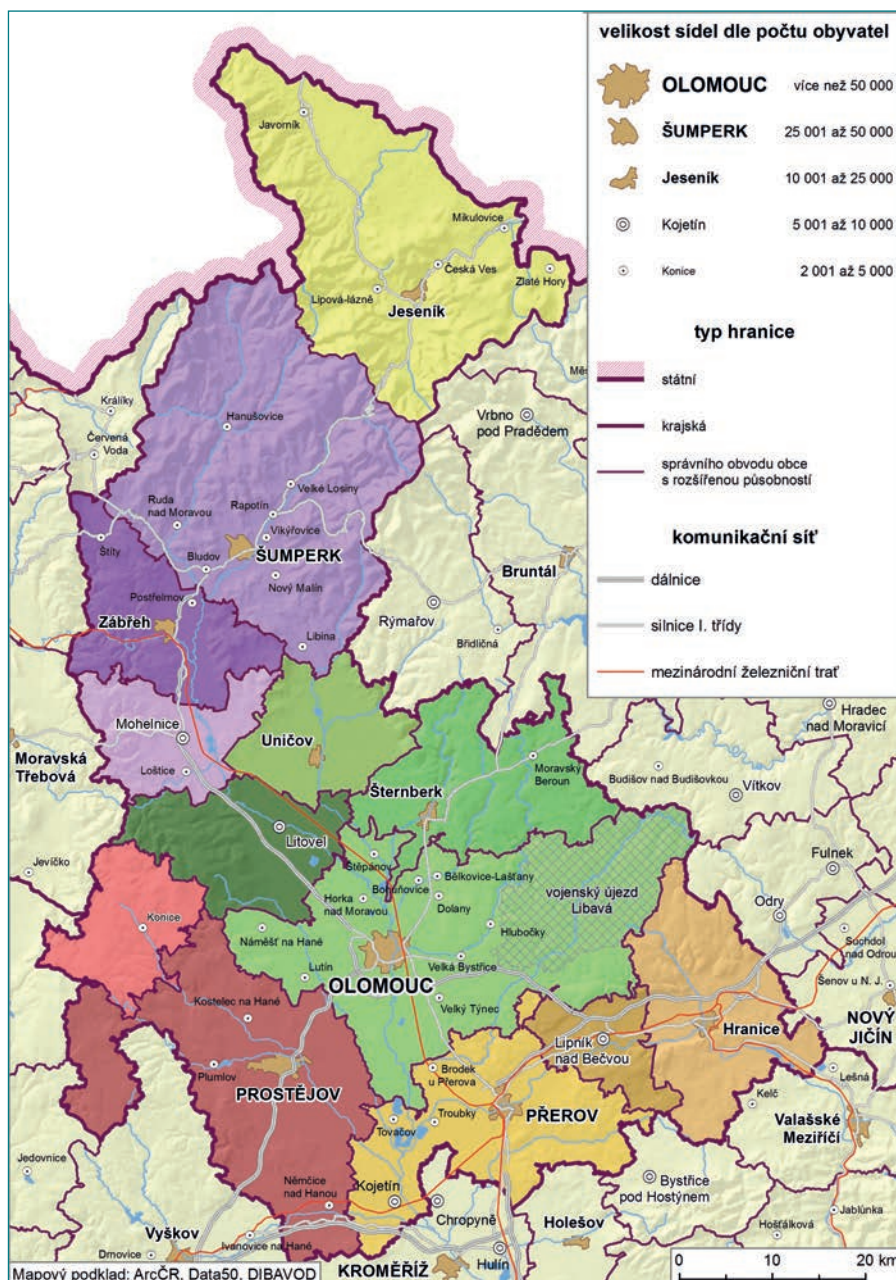 velikost sídel dle počtu obyvatel
OLOMOUC více než 50 000
ŠUMPERK 25 001 až 50 000
Jeseník 10 001 až 25 000
Kojetín 5 001 až 10 000
Konice 2 001 až 5 000
typ hranice
státní
krajská
správního obvodu obce
s rozšířenou působností
komunikační síť
dálnice
silnice I. třídy
mezinárodní železniční trať
Javorník
Mikulovice
Česká Ves
Zlaté Hory
Lipová-lázně
Jeseník
Králíky
Červená
Voda
Hanušovice
Vrbno
pod Pradědem
Velké Losiny
Ruda
nad Moravou
Rapotín
Vikýřovice
Štíty
Bludov
ŠUMPERK
Nový Malín
Bruntál
Postřelmov
Rýmařov
Zábřeh
Břidličná
Libina
Mohelnice
Uničov
Hradec
nad Moravicí
Moravská
Třebová
Loštice
Šternberk
Moravský
Beroun
Budišov nad Budišovkou
Vítkov
Litovel
Jevíčko
Štěpánov
Bohuňovice
Bělkovice-Lašťany
vojenský újezd
Libavá
Fulnek
Horka
nad Moravou
Dolany
Odry
Konice
Náměšť na Hané
Hlubočky
Suchdol
nad Odrou
Lutín
Velká Bystřice
Šenov u N. J.
OLOMOUC
Velký Týnec
Kostelec na Hané
Lipník
nad Bečvou
Hranice
NOVÝ
JIČÍN
Plumlov
PROSTĚJOV
Brodek
u Přerova
Lešná
Kelč
Troubky
PŘEROV
Valašské
Meziříčí
Tovačov
Jedovnice
Němčice
nad Hanou
Kojetín
Bystřice
pod Hostýnem
Chropyně
Holešov
Jablůnka
Vyškov
Hošťálková
Drnovice
Ivanovice na Hané
Hulín
KROMĚŘÍŽ
0 10 20 km
Mapový podklad: ArcČR, Data50, DIBAVOD